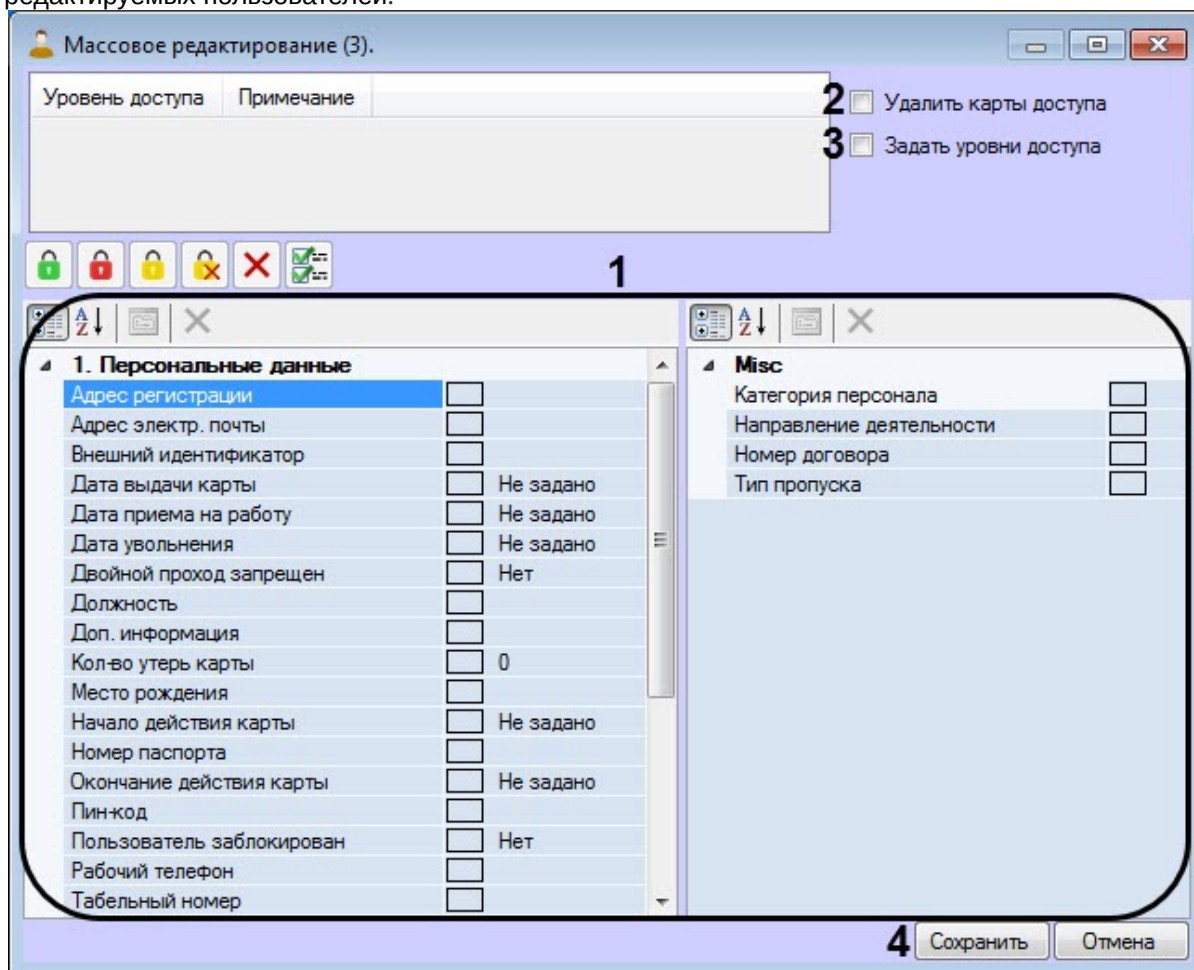 редактируемых пользователей.
Массовое редактирование (3).
Уровень доступа Примечание
2 Удалить карты доступа
3 Задать уровни доступа
1
1. Персональные данные
Адрес регистрации
Адрес электр. почты
Внешний идентификатор
Дата выдачи карты Не задано
Дата приема на работу Не задано
Дата увольнения Не задано
Двойной проход запрещен Нет
Должность
Доп. информация
Кол-во утерь карты 0
Место рождения
Начало действия карты Не задано
Номер паспорта
Окончание действия карты Не задано
Пин-код
Пользователь заблокирован Нет
Рабочий телефон
Табельный номер
Misc
Категория персонала
Направление деятельности
Номер договора
Тип пропуска
4 Сохранить Отмена